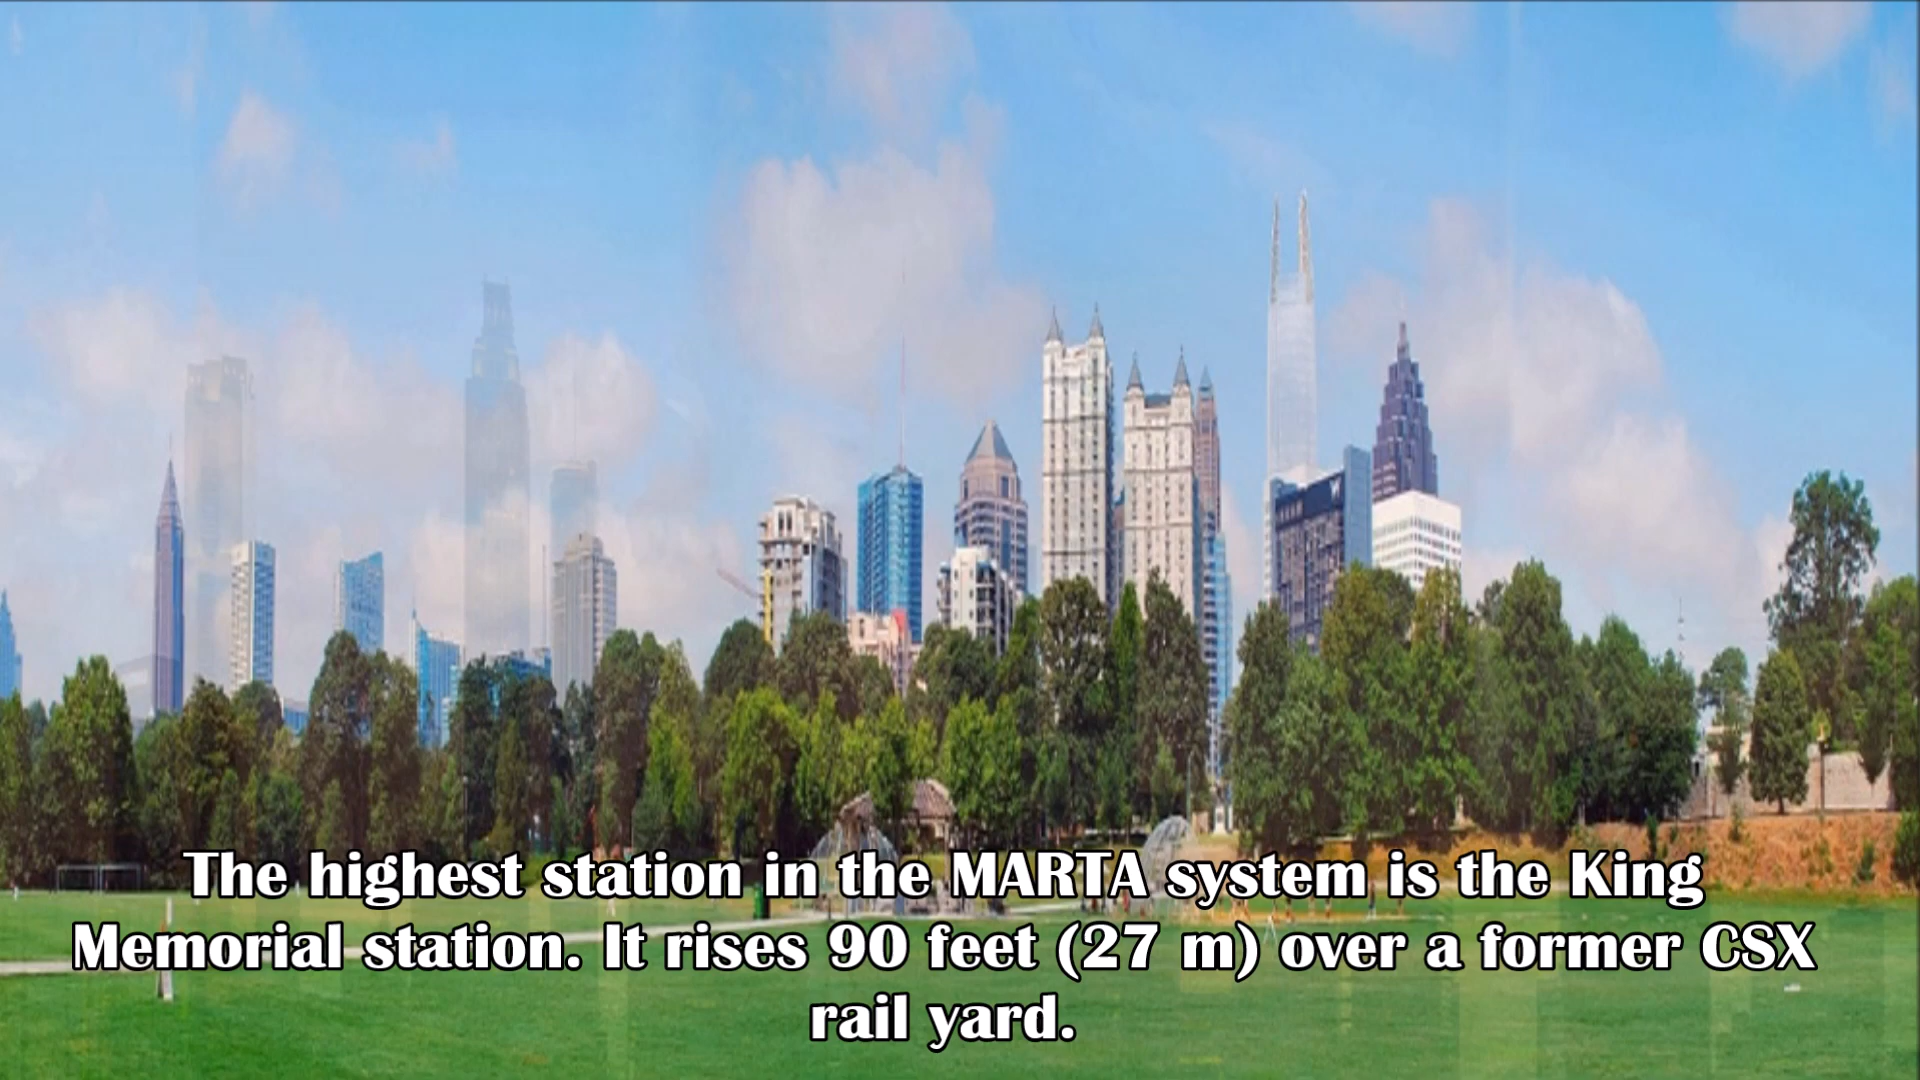 The highest station in the MARTA system is the King
Memorial station. It rises 90 feet (27 m) over a former CSX
rail yard.